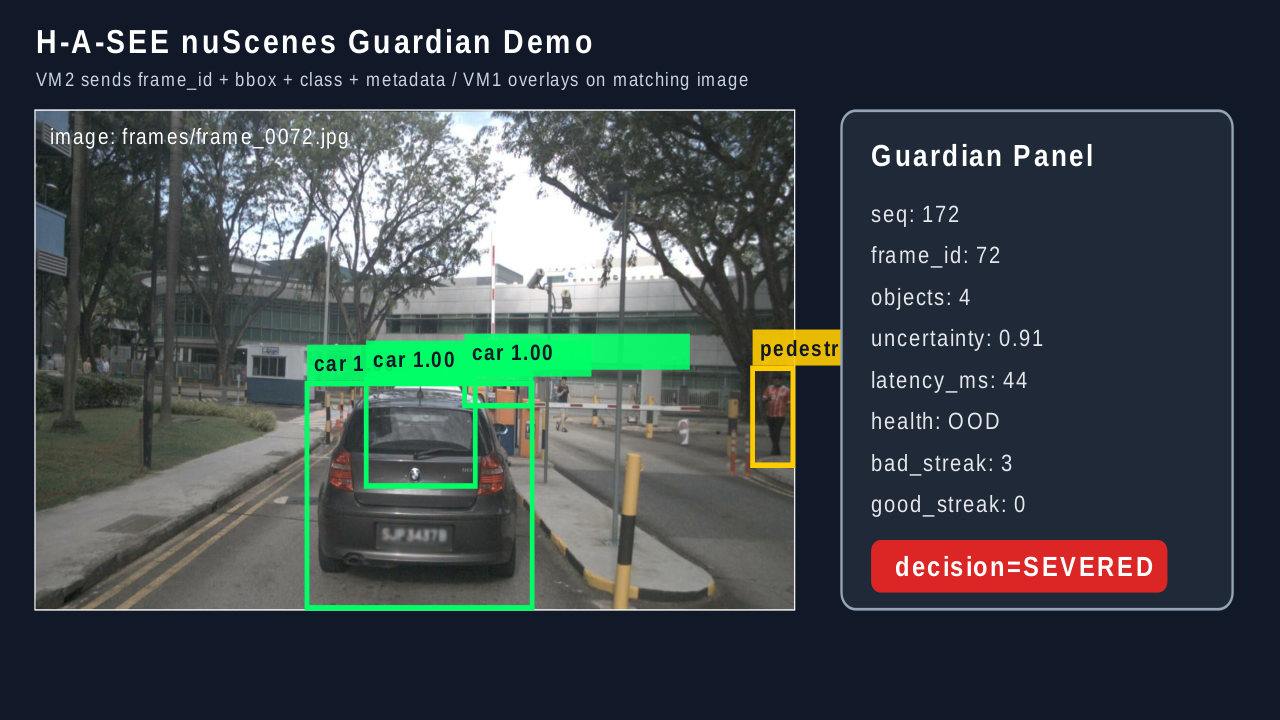 H-A-SEE nuScenes Guardian Demo
VM2 sends frame_id + bbox + class + metadata / VM1 overlays on matching image
image: frames/frame_0072.jpg
car 1
car 1.00
car 1.00
pedestr
SJP3437B
Guardian Panel
seq: 172
frame_id: 72
objects: 4
uncertainty: 0.91
latency_ms: 44
health: OOD
bad_streak: 3
good_streak: 0
decision=SEVERED